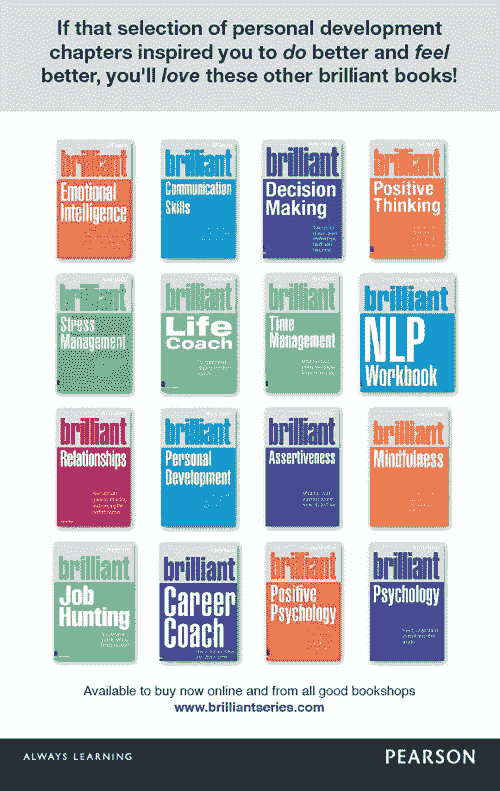 If that selection of personal development
chapters inspired you to do better and feel
better, you'll love these other brilliant books!
brilliant
Emotional
Intelligence
brilliant
Communication
Skills
brilliant
Decision
Making
brilliant
Positive
Thinking
brilliant
Stress
Management
brilliant
Life
Coach
brilliant
Time
Management
brilliant
NLP
Workbook
brilliant
Relationships
brilliant
Personal
Development
brilliant
Assertiveness
brilliant
Mindfulness
brilliant
Job
Hunting
brilliant
Career
Coach
brilliant
Positive
Psychology
brilliant
Psychology
Available to buy now online and from all good bookshops
www.brilliantseries.com
ALWAYS LEARNING
PEARSON